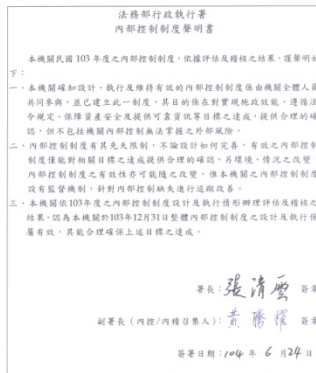 法務部行政執行署
內部控制制度聲明書
本機關民國 103 年度之內部控制制度，依據評估及稽核之結果，謹聲明如
下：
一、本機關確知設計、執行及維持有效的內部控制制度係由機關全體人員
共同參與，並已建立此一制度，其目的係在對實現施政效能、遵循法
令規定、保障資產安全及提供可靠資訊等目標之達成，提供合理的確
認，但不包括機關內部控制無法掌握之外部風險。
二、內部控制制度有其先天限制，不論設計如何完善，有效之內部控制
制度僅能對相關目標之達成提供合理的確認，另環境、情況之改變，
內部控制制度之有效性亦可能隨之改變，惟本機關之內部控制制度
設有監督機制，針對內部控制缺失進行追蹤改善。
三、本機關依103年度之內部控制制度設計及執行情形辦理評估及稽核之
結果，認為本機關於103年12月31日整體內部控制制度之設計及執行係
屬有效，其能合理確保上述目標之達成。
署長：張清雲 簽章
副署長（內控/內稽召集人）：黃騰耀 簽章
簽署日期：104 年 6 月 24 日